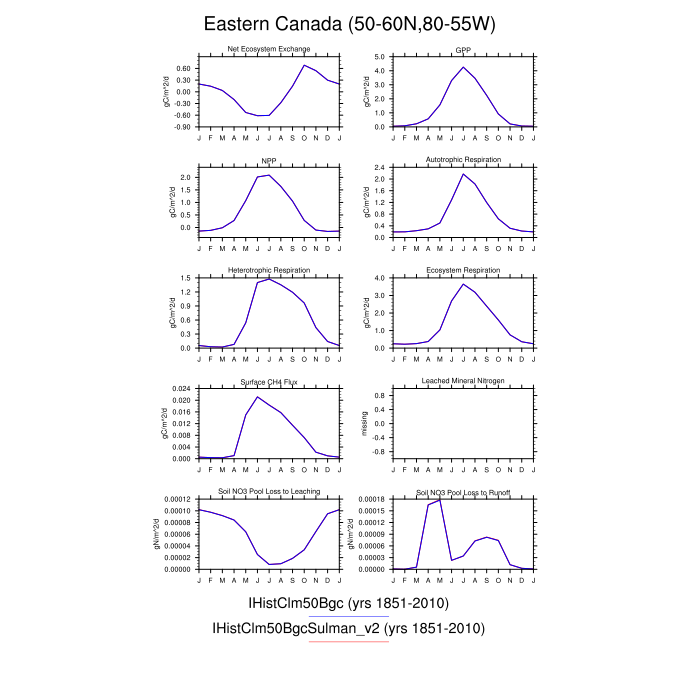 Eastern Canada (50-60N,80-55W)
Net Ecosystem Exchange
gC/m^2/d
0.60
0.30
0.00
-0.30
-0.60
-0.90
J F M A M J J A S O N D J
GPP
gC/m^2/d
5.0
4.0
3.0
2.0
1.0
0.0
J F M A M J J A S O N D J
NPP
gC/m^2/d
2.0
1.5
1.0
0.5
0.0
J F M A M J J A S O N D J
Autotrophic Respiration
gC/m^2/d
2.4
2.0
1.6
1.2
0.8
0.4
0.0
J F M A M J J A S O N D J
Heterotrophic Respiration
gC/m^2/d
1.5
1.2
0.9
0.6
0.3
0.0
J F M A M J J A S O N D J
Ecosystem Respiration
gC/m^2/d
4.0
3.0
2.0
1.0
0.0
J F M A M J J A S O N D J
Surface CH4 Flux
gC/m^2/d
0.024
0.020
0.016
0.012
0.008
0.004
0.000
J F M A M J J A S O N D J
Leached Mineral Nitrogen
missing
0.8
0.4
0.0
-0.4
-0.8
J F M A M J J A S O N D J
Soil NO3 Pool Loss to Leaching
gN/m^2/d
0.00012
0.00010
0.00008
0.00006
0.00004
0.00002
0.00000
J F M A M J J A S O N D J
Soil NO3 Pool Loss to Runoff
gN/m^2/d
0.00018
0.00015
0.00012
0.00009
0.00006
0.00003
0.00000
J F M A M J J A S O N D J
IHistClm50Bgc (yrs 1851-2010)
IHistClm50BgcSulman_v2 (yrs 1851-2010)